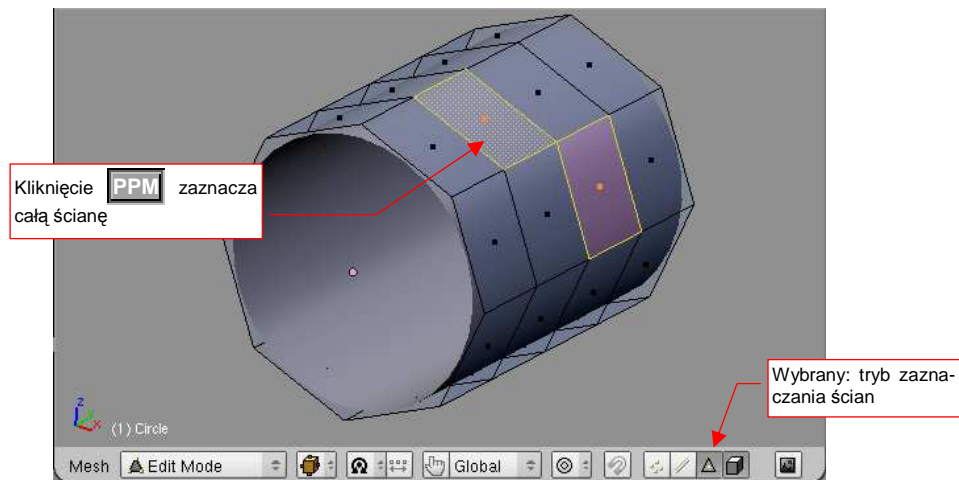 Kliknięcie PPM zaznacza
całą ścianę
Wybrany: tryb zazna-
czania ścian
z
y
x
(1) Circle
Mesh
Edit Mode
Global